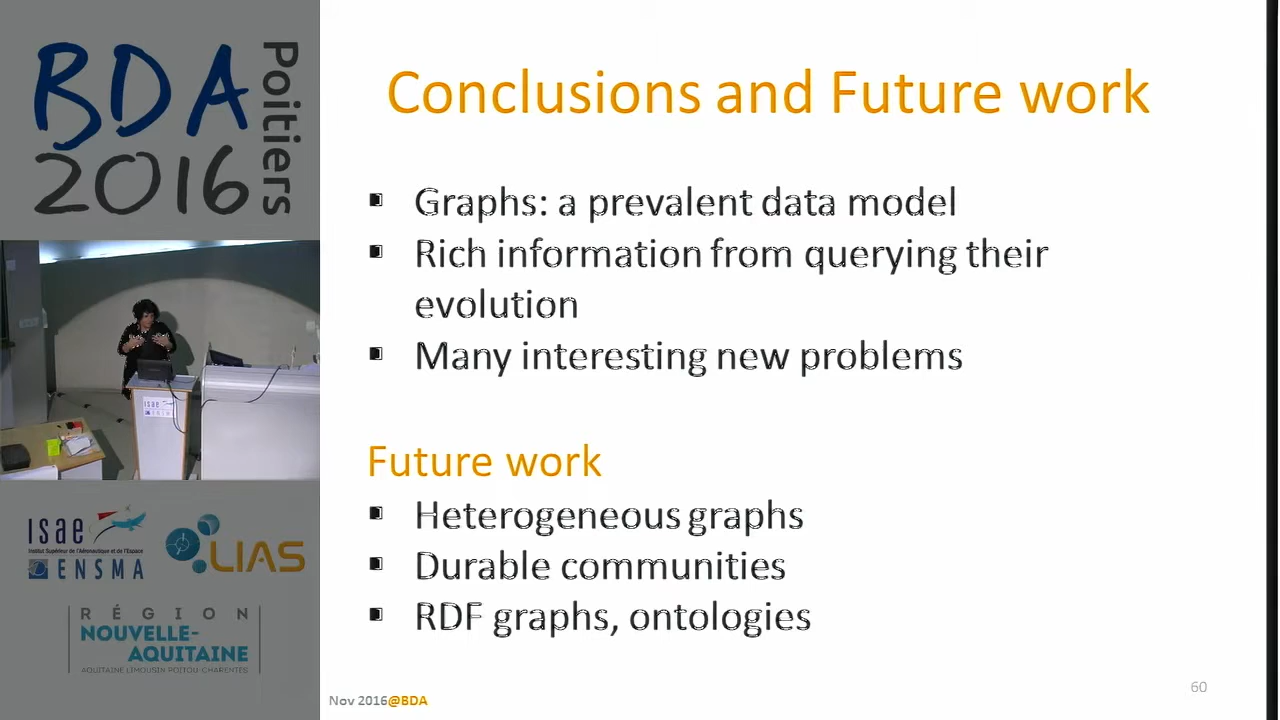 BDA
2016
Poitiers
isae
ENSMA
isae
Institut Supérieur de l'Aéronautique et de l'Espace
ENSMA
LIAS
RÉGION
NOUVELLE-
AQUITAINE
AQUITAINE LIMOUSIN POITOU-CHARENTES
Conclusions and Future work
Graphs: a prevalent data model
Rich information from querying their
evolution
Many interesting new problems
Future work
Heterogeneous graphs
Durable communities
RDF graphs, ontologies
Nov 2016@BDA
60